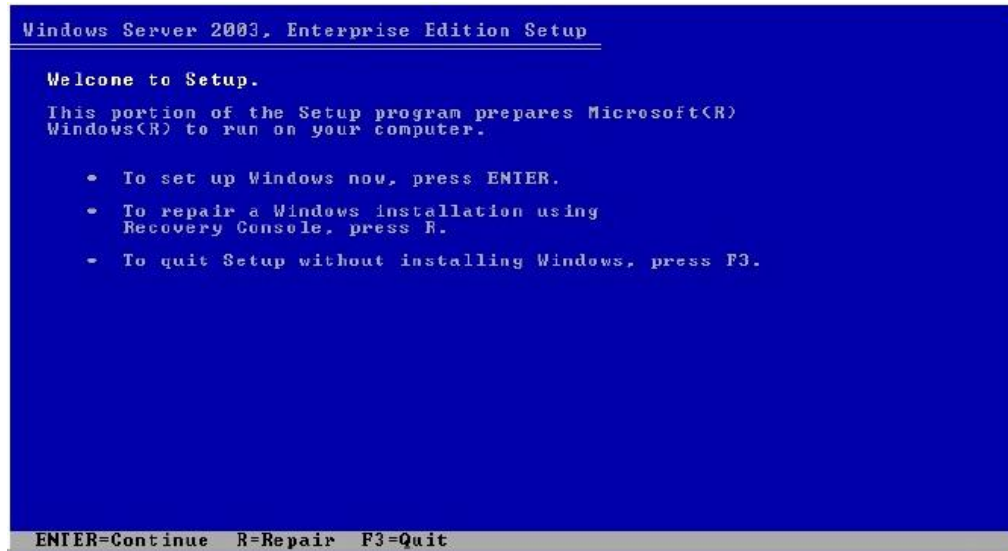 Windows Server 2003, Enterprise Edition Setup
Welcome to Setup.
This portion of the Setup program prepares Microsoft(R)
Windows(R) to run on your computer.
• To set up Windows now, press ENTER.
• To repair a Windows installation using
Recovery Console, press R.
• To quit Setup without installing Windows, press F3.
ENTER=Continue R=Repair F3=Quit